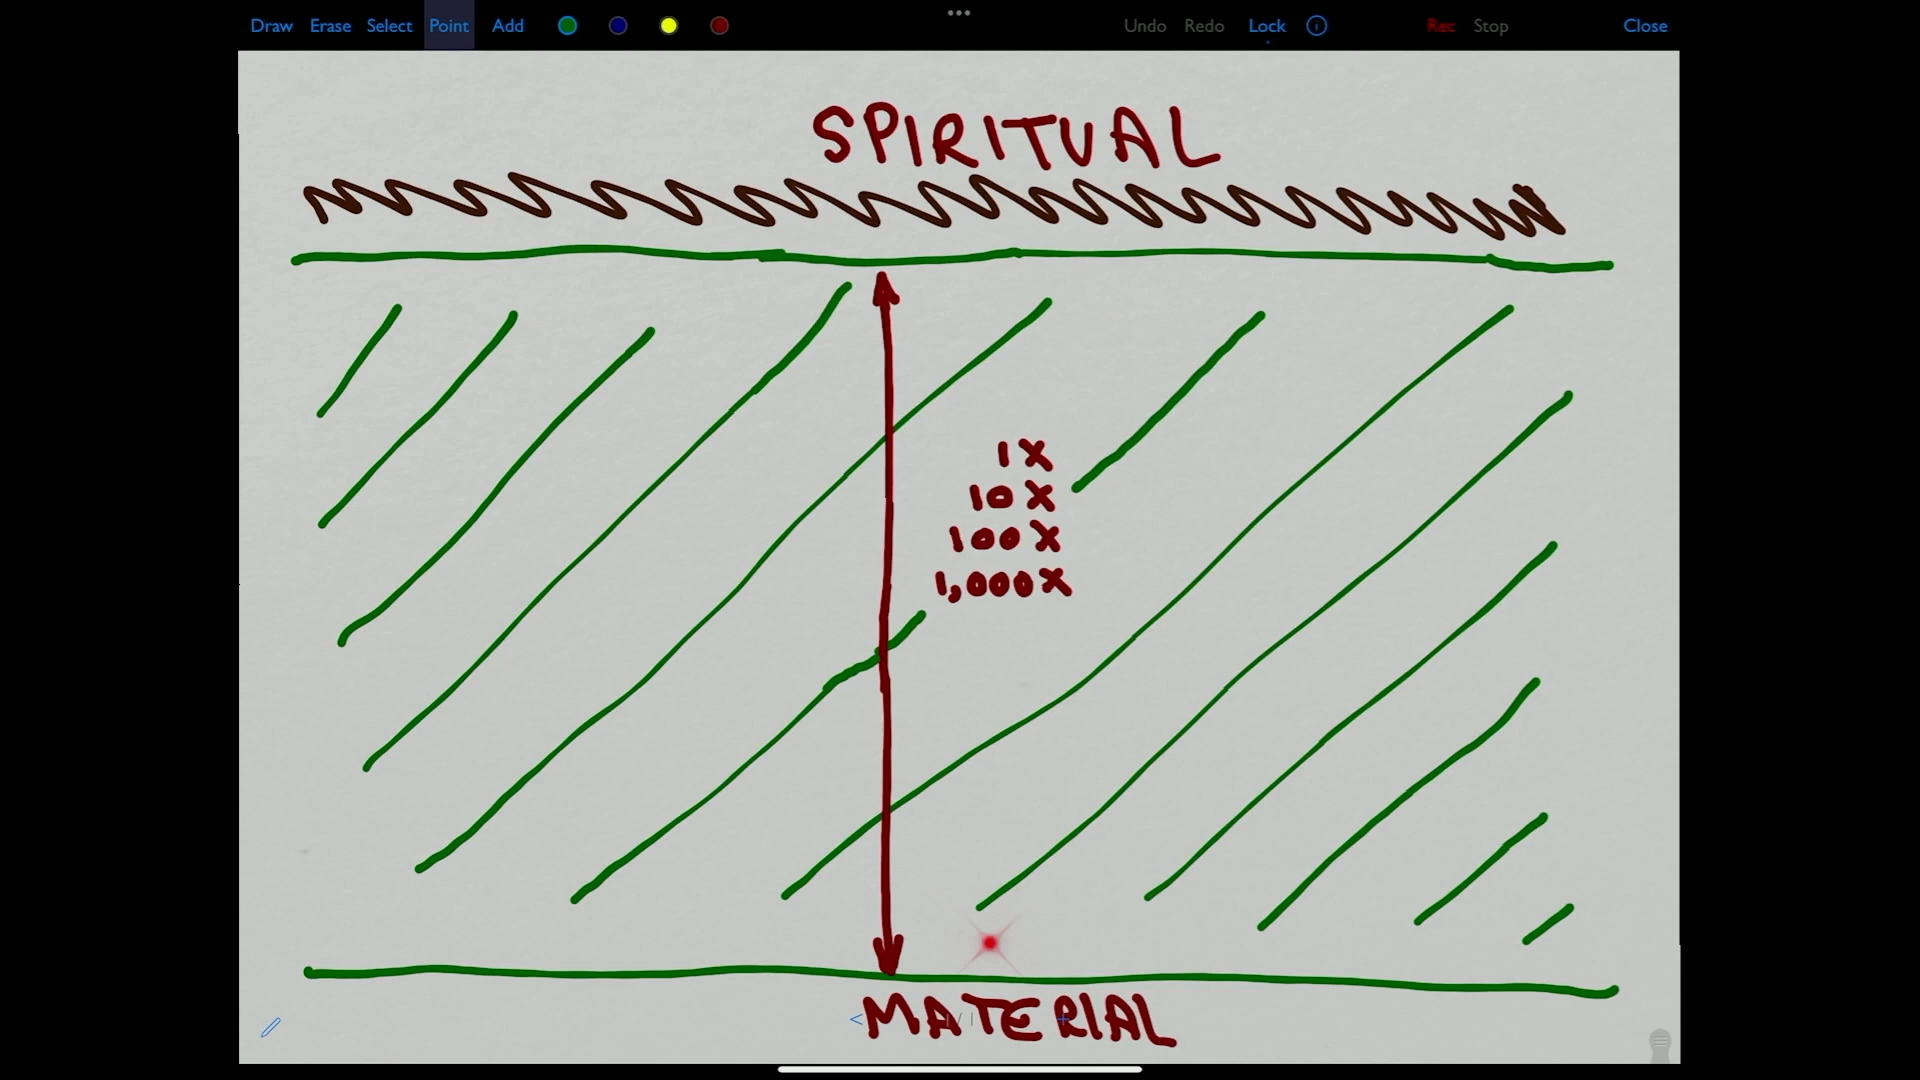 Draw Erase Select Point Add Undo Redo Lock Rec Stop Close
SPIRITUAL
1X
10X
100X
1,000X
MATERIAL